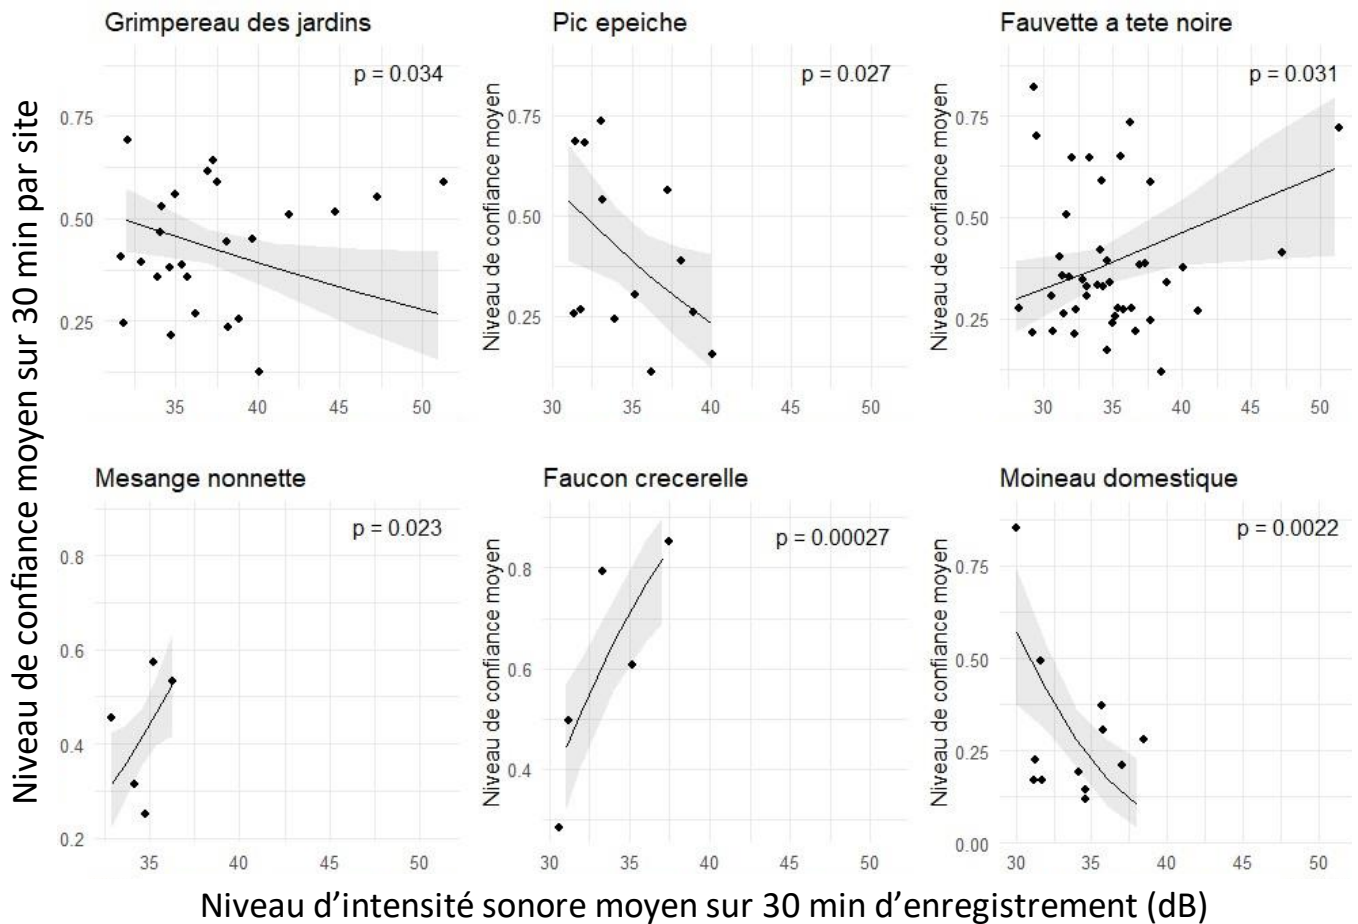 Niveau de confiance moyen sur 30 min par site
Grimpereau des jardins
p = 0.034
0.75
0.50
0.25
35 40 45 50
Pic epeiche
p = 0.027
Niveau de confiance moyen
0.75
0.50
0.25
30 35 40 45 50
Fauvette a tete noire
p = 0.031
Niveau de confiance moyen
0.75
0.50
0.25
30 35 40 45 50
Mesange nonnette
p = 0.023
0.8
0.6
0.4
0.2
35 40 45 50
Faucon crecerelle
p = 0.00027
Niveau de confiance moyen
0.8
0.6
0.4
30 35 40 45 50
Moineau domestique
p = 0.0022
Niveau de confiance moyen
0.75
0.50
0.25
0.00
30 35 40 45 50
Niveau d’intensité sonore moyen sur 30 min d’enregistrement (dB)